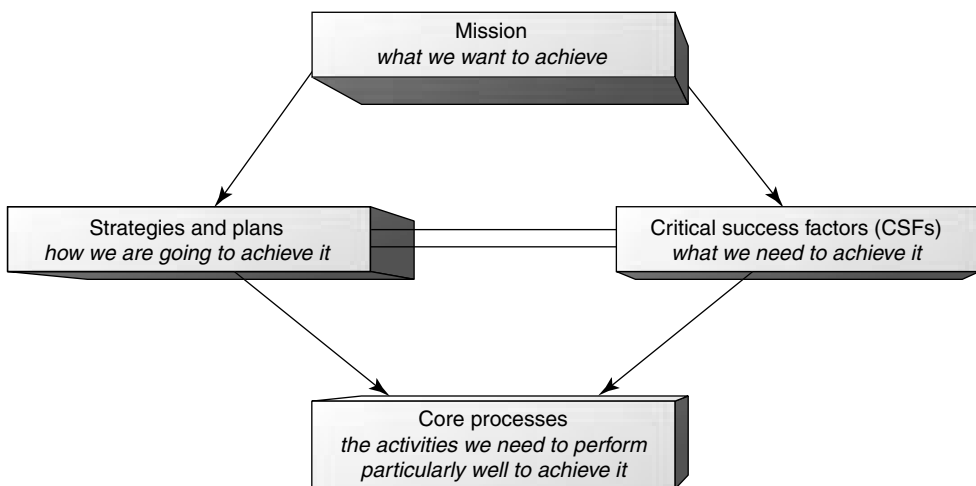 Mission
what we want to achieve
Strategies and plans
how we are going to achieve it
Critical success factors (CSFs)
what we need to achieve it
Core processes
the activities we need to perform
particularly well to achieve it